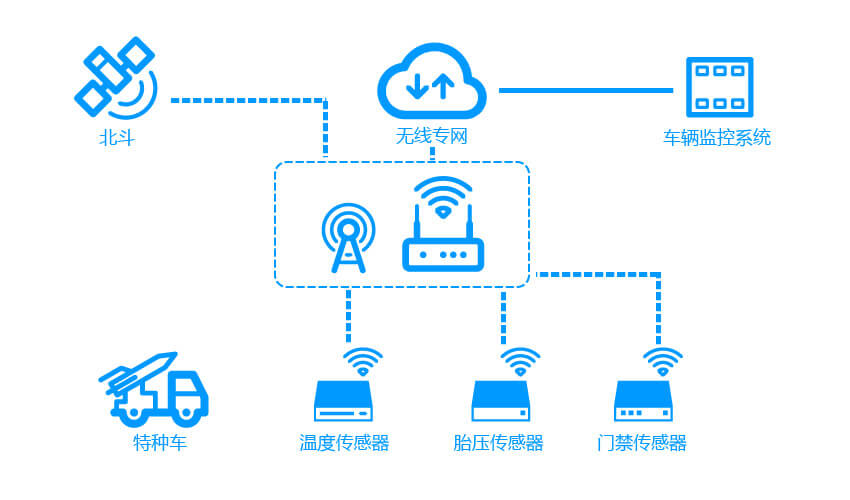 北斗
无线专网
车辆监控系统
特种车
温度传感器
胎压传感器
门禁传感器